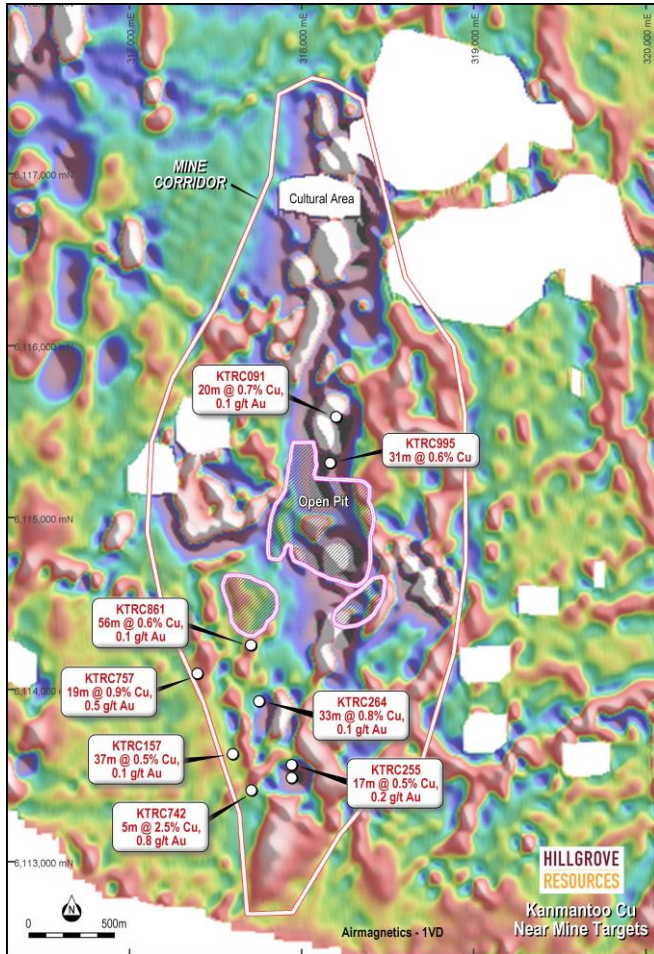 317,000 mE
318,000 mE
319,000 mE
320,000 mE
6,117,000 mN
MINE
CORRIDOR
Cultural Area
6,116,000 mN
KTRC091
20m @ 0.7% Cu,
0.1 g/t Au
KTRC995
31m @ 0.6% Cu
Open Pit
6,115,000 mN
KTRC861
56m @ 0.6% Cu,
0.1 g/t Au
KTRC757
19m @ 0.9% Cu,
0.5 g/t Au
6,114,000 mN
KTRC264
33m @ 0.8% Cu,
0.1 g/t Au
KTRC157
37m @ 0.5% Cu,
0.1 g/t Au
KTRC255
17m @ 0.5% Cu,
0.2 g/t Au
KTRC742
5m @ 2.5% Cu,
0.8 g/t Au
6,113,000 mN
HILLGROVE
RESOURCES
Kanmantoo Cu
Near Mine Targets
N
0 500m
Airmagnetics - 1VD